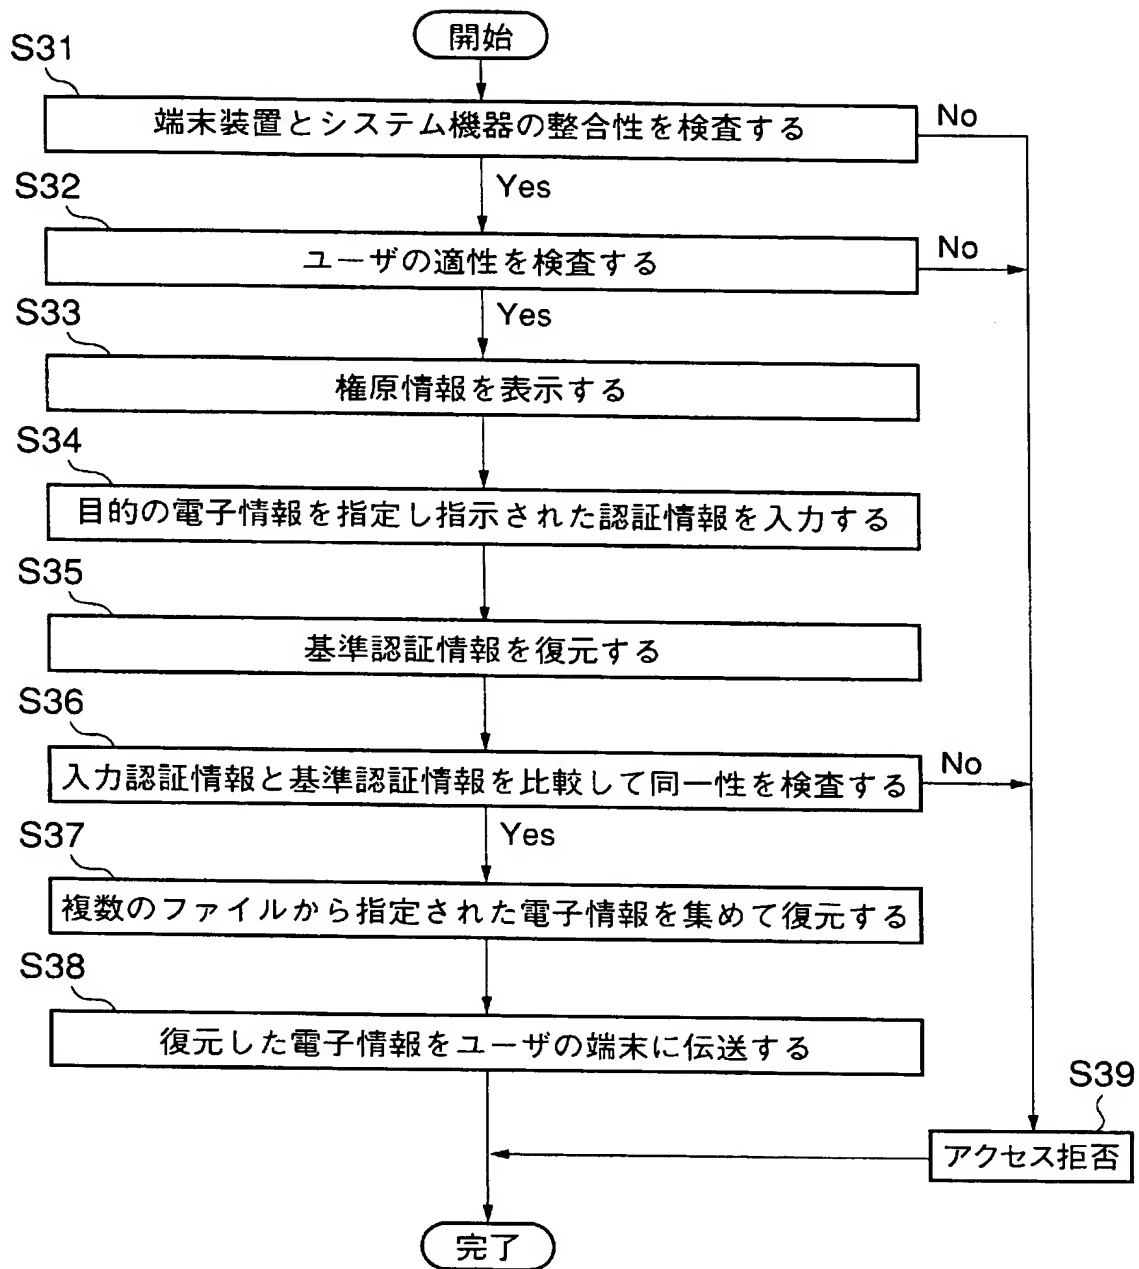 開始
S31
端末装置とシステム機器の整合性を検査する
No
Yes
S32
ユーザの適性を検査する
No
Yes
S33
権原情報を表示する
S34
目的の電子情報を指定し指示された認証情報を入力する
S35
基準認証情報を復元する
S36
入力認証情報と基準認証情報を比較して同一性を検査する
No
Yes
S37
複数のファイルから指定された電子情報を集めて復元する
S38
復元した電子情報をユーザの端末に伝送する
S39
アクセス拒否
完了